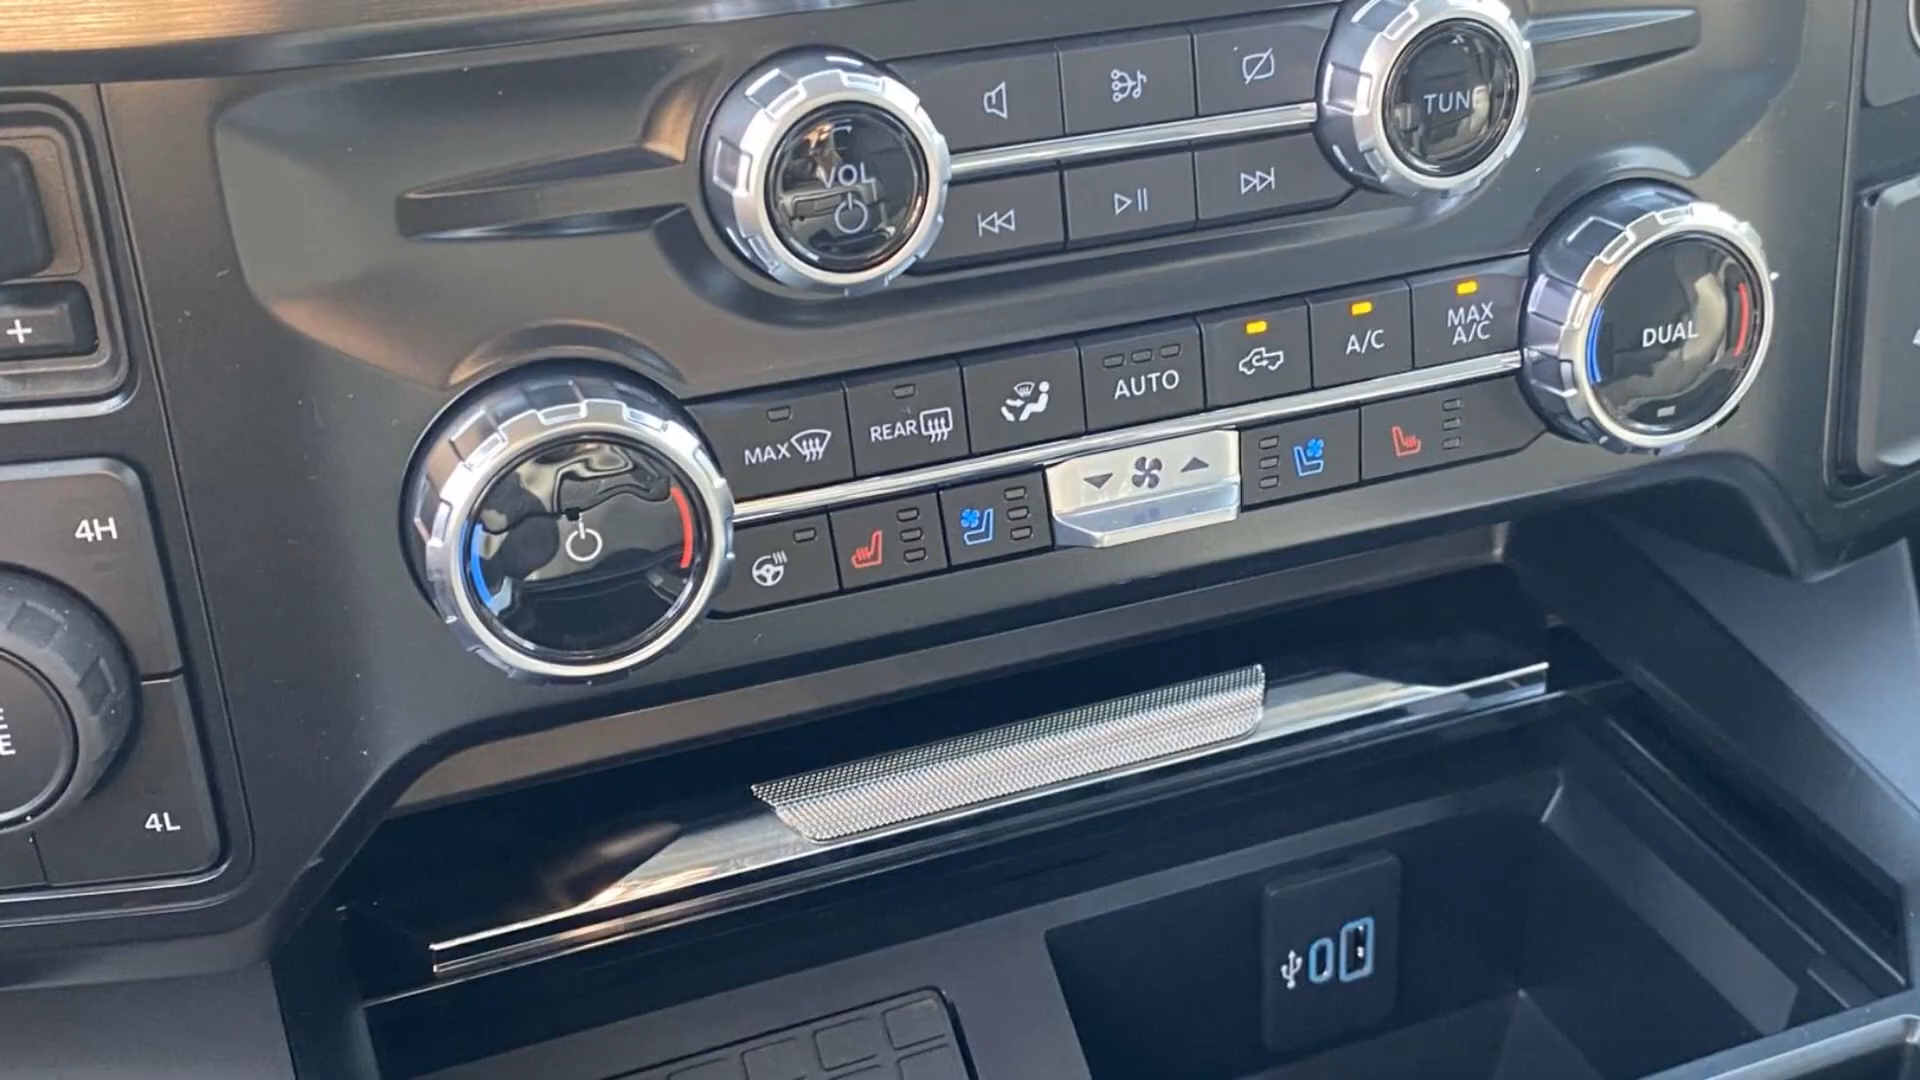 VOL
TUNE
MAX
REAR
AUTO
A/C
MAX
A/C
DUAL
+
4H
4L